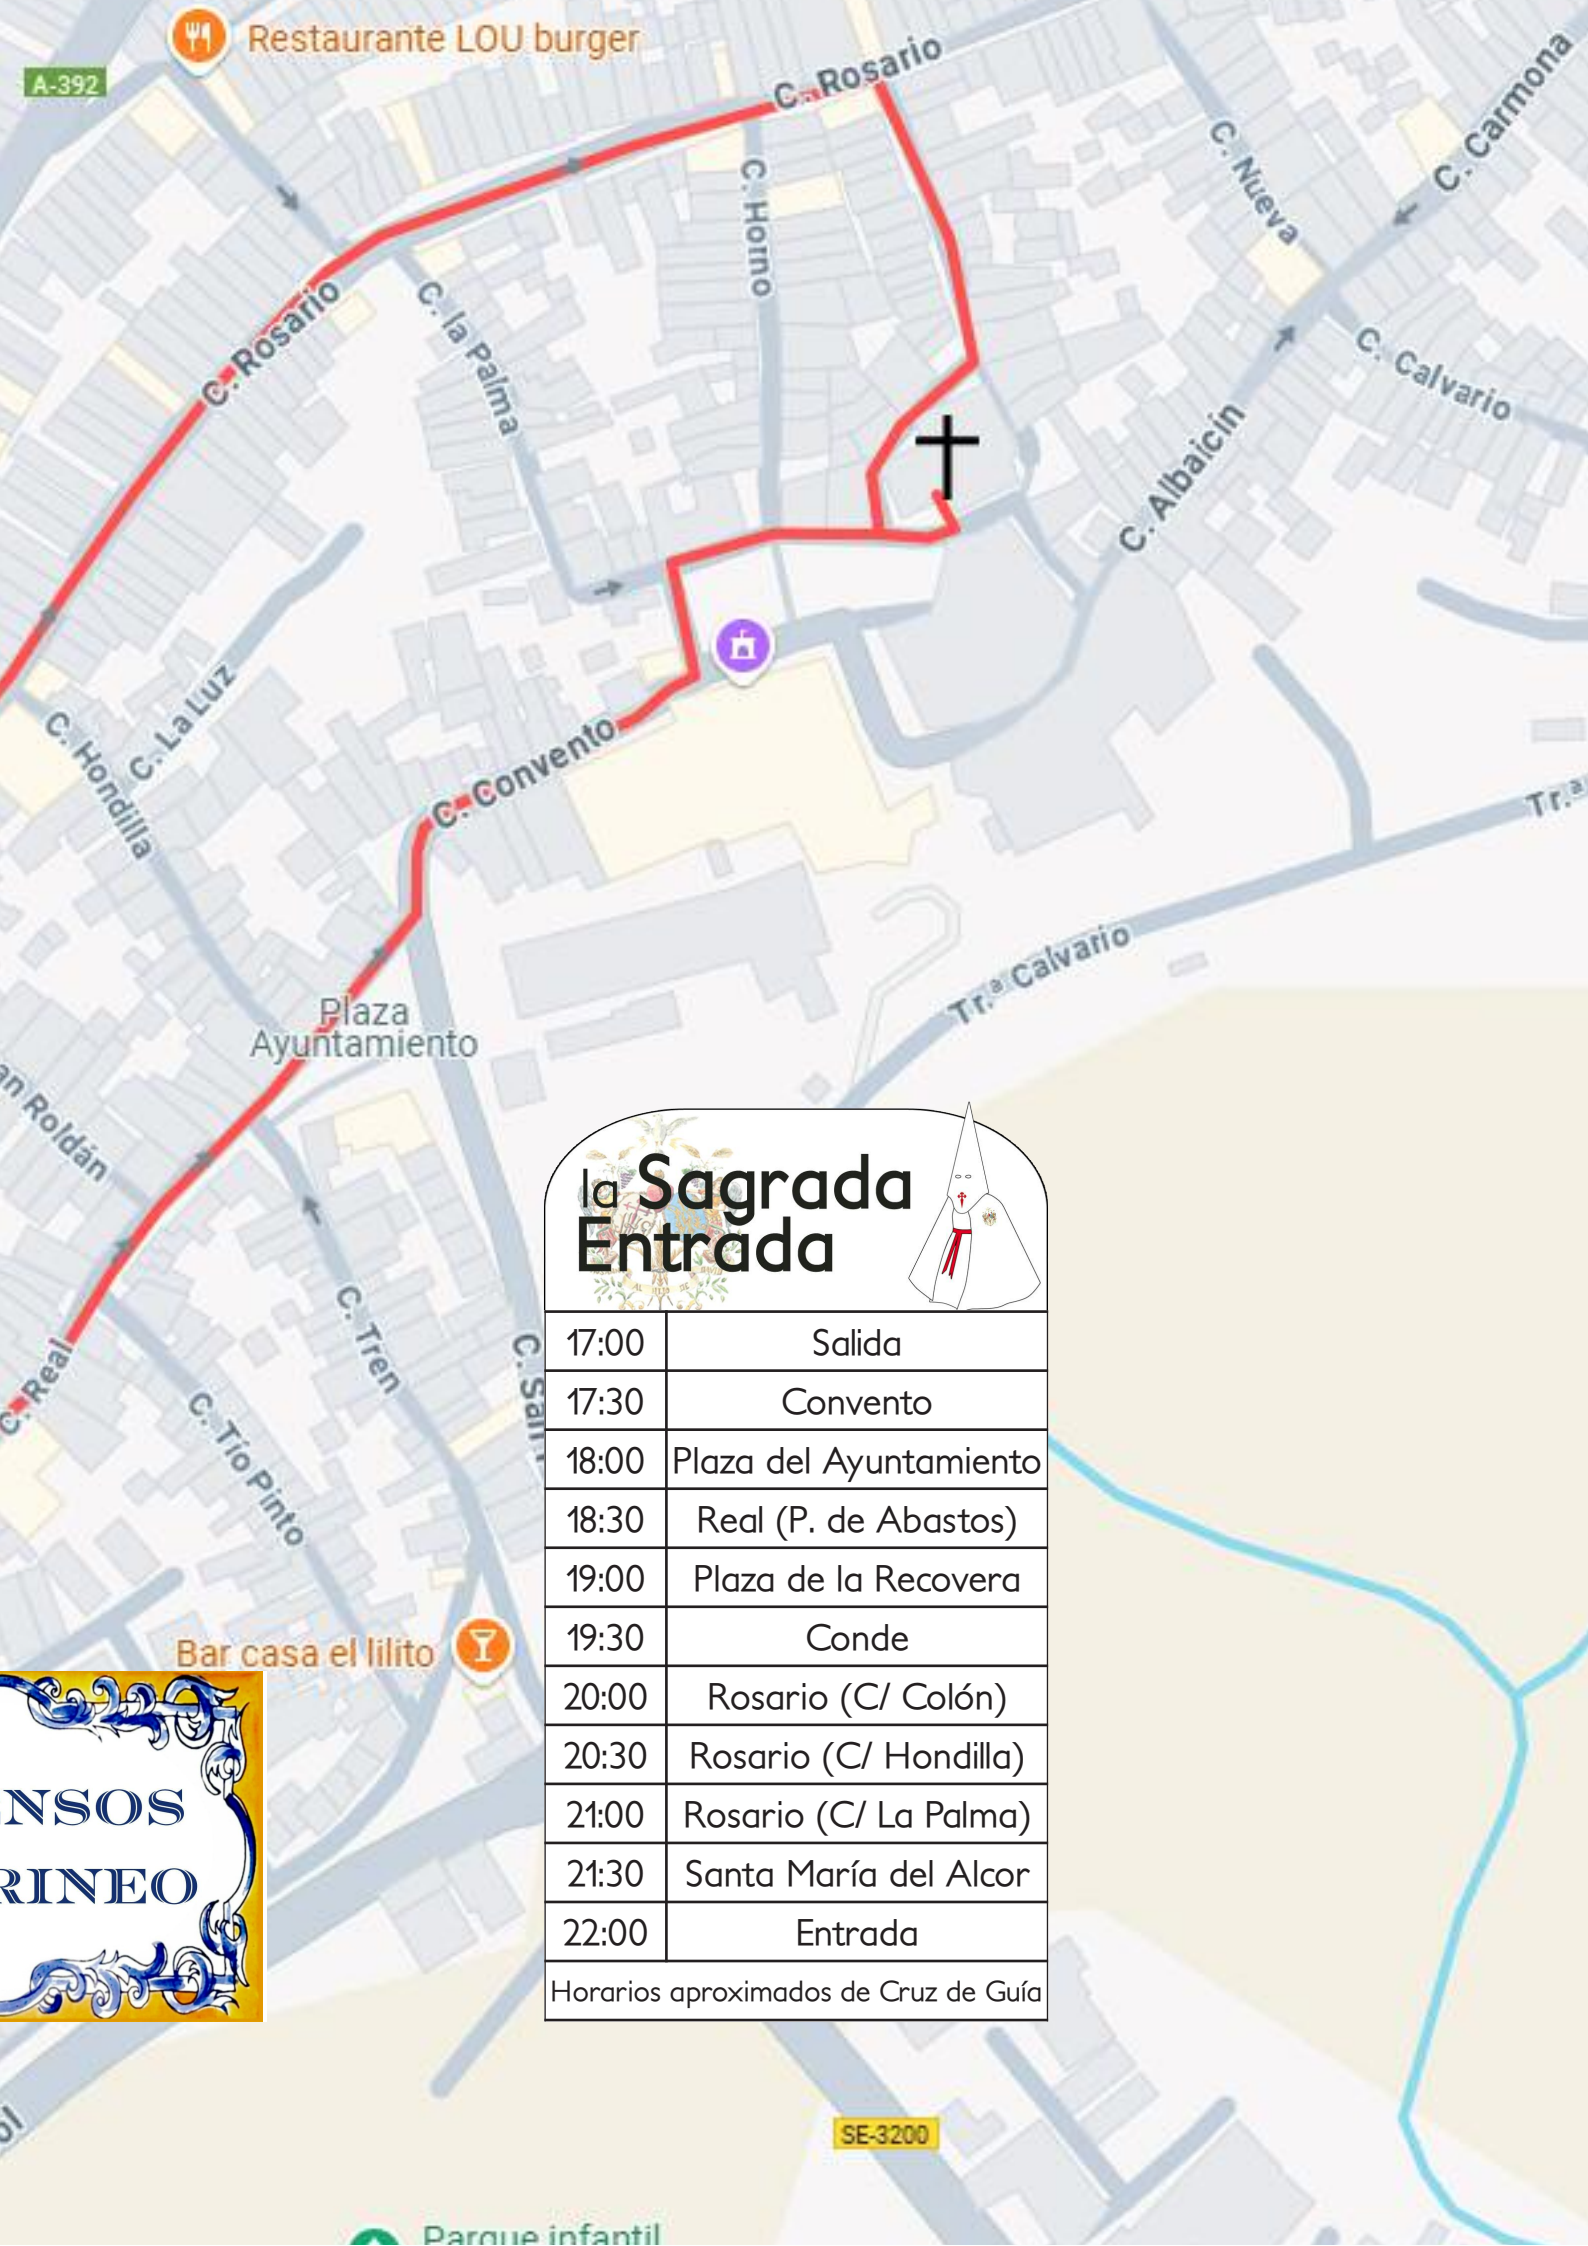 Restaurante LOU burger
A-392
C. Rosario
C. Carmona
C. Nueva
C. Horno
C. Rosario
C. la Palma
C. Calvario
C. Albaicín
C. La Luz
C. Hondilla
C. Convento
Tr.ª
Tr.ª Calvario
Plaza
Ayuntamiento
an Roldán
C. Tren
C. Real
C. Tío Pinto
C. San
Bar casa el lilito
la Sagrada
Entrada
17:00 Salida
17:30 Convento
18:00 Plaza del Ayuntamiento
18:30 Real (P. de Abastos)
19:00 Plaza de la Recovera
19:30 Conde
20:00 Rosario (C/ Colón)
20:30 Rosario (C/ Hondilla)
21:00 Rosario (C/ La Palma)
21:30 Santa María del Alcor
22:00 Entrada
Horarios aproximados de Cruz de Guía
NSOS
RINEO
SE-3200
Parque infantil